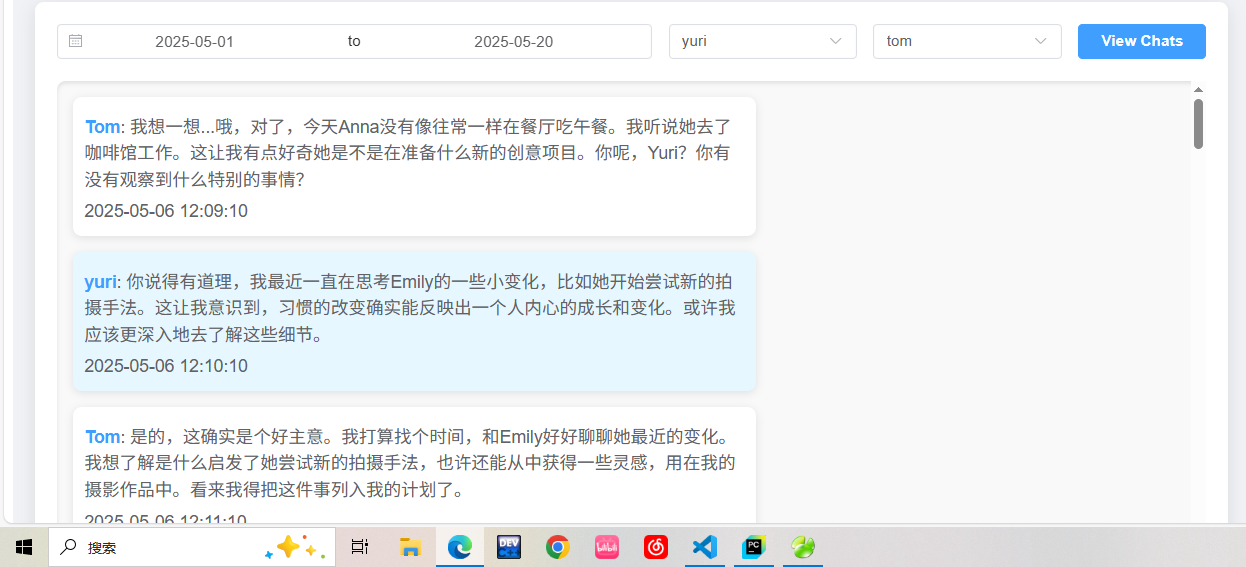 2025-05-01 to 2025-05-20 yuri tom View Chats
Tom: 我想一想...哦，对了，今天Anna没有像往常一样在餐厅吃午餐。我听说她去了
咖啡馆工作。这让我有点好奇她是不是在准备什么新的创意项目。你呢，Yuri？你有
没有观察到什么特别的事情？
2025-05-06 12:09:10
yuri: 你说得有道理，我最近一直在思考Emily的一些小变化，比如她开始尝试新的拍
摄手法。这让我意识到，习惯的改变确实能反映出一个人内心的成长和变化。或许我
应该更深入地去了解这些细节。
2025-05-06 12:10:10
Tom: 是的，这确实是个好主意。我打算找个时间，和Emily好好聊聊她最近的变化。
我想了解是什么启发了她尝试新的拍摄手法，也许还能从中获得一些灵感，用在我的
摄影作品中。看来我得把这件事列入我的计划了。
2025-05-06 12:11:10
搜索 DEV bilibili PC